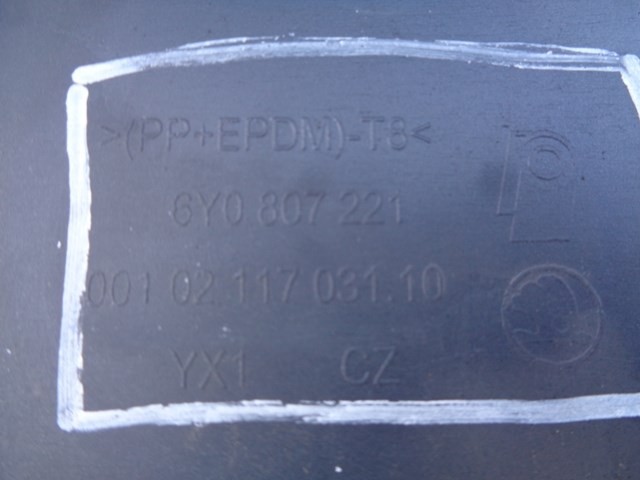 >(PP+EPDM)-T8<
6Y0 807 221
001 02.117 031.10
YX1 CZ